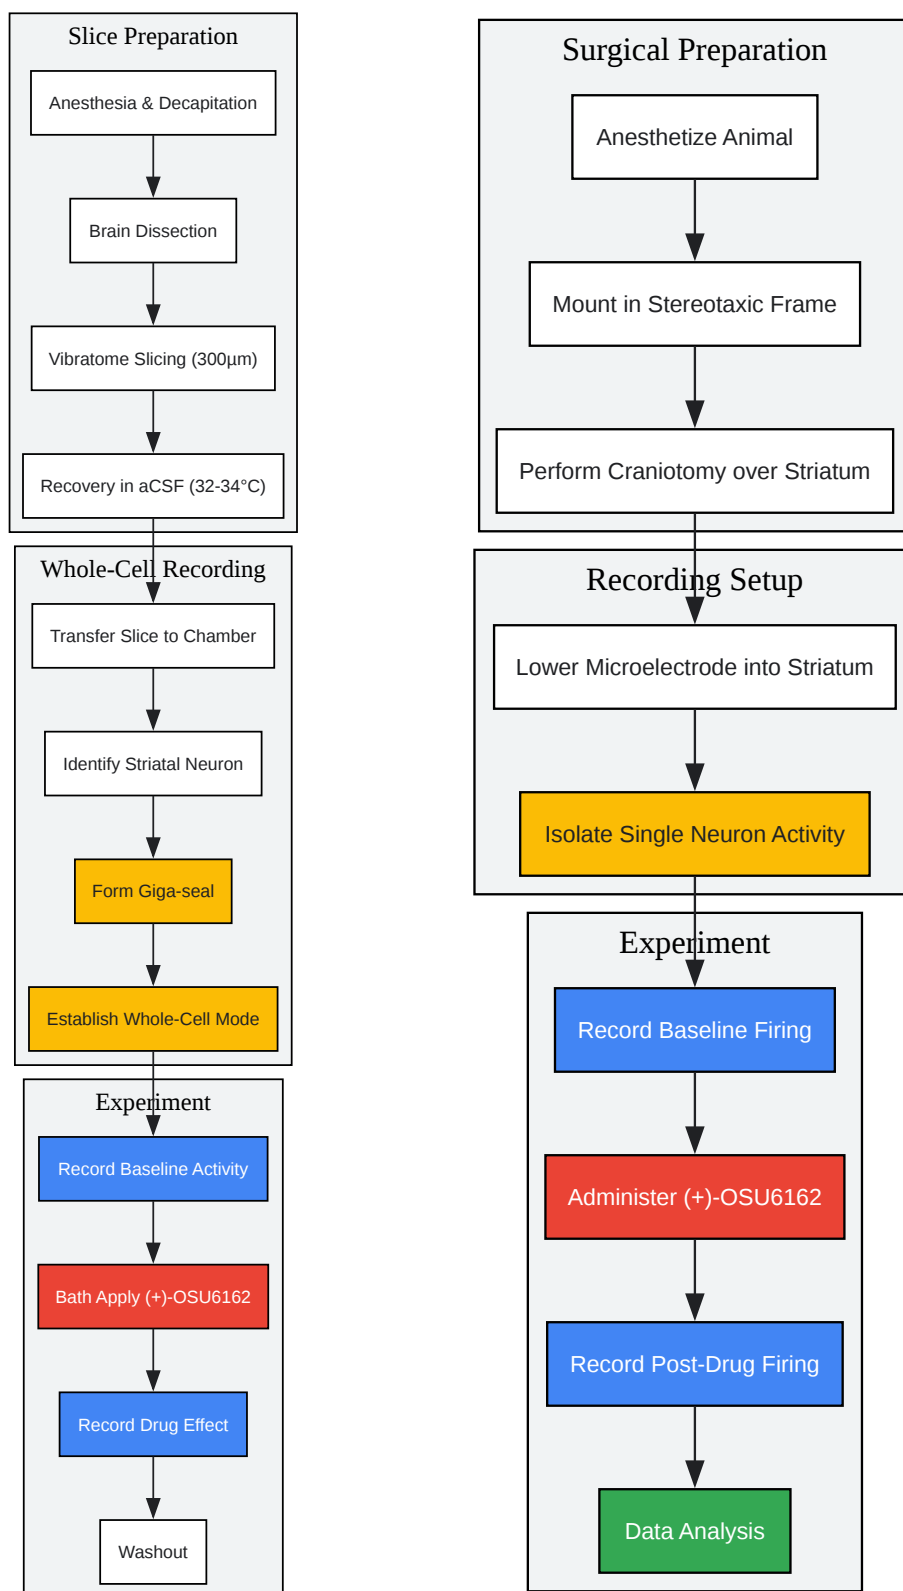 Slice Preparation
Anesthesia & Decapitation
Brain Dissection
Vibratome Slicing (300µm)
Recovery in aCSF (32-34°C)
Whole-Cell Recording
Transfer Slice to Chamber
Identify Striatal Neuron
Form Giga-seal
Establish Whole-Cell Mode
Experiment
Record Baseline Activity
Bath Apply (+)-OSU6162
Record Drug Effect
Washout
Surgical Preparation
Anesthetize Animal
Mount in Stereotaxic Frame
Perform Craniotomy over Striatum
Recording Setup
Lower Microelectrode into Striatum
Isolate Single Neuron Activity
Experiment
Record Baseline Firing
Administer (+)-OSU6162
Record Post-Drug Firing
Data Analysis